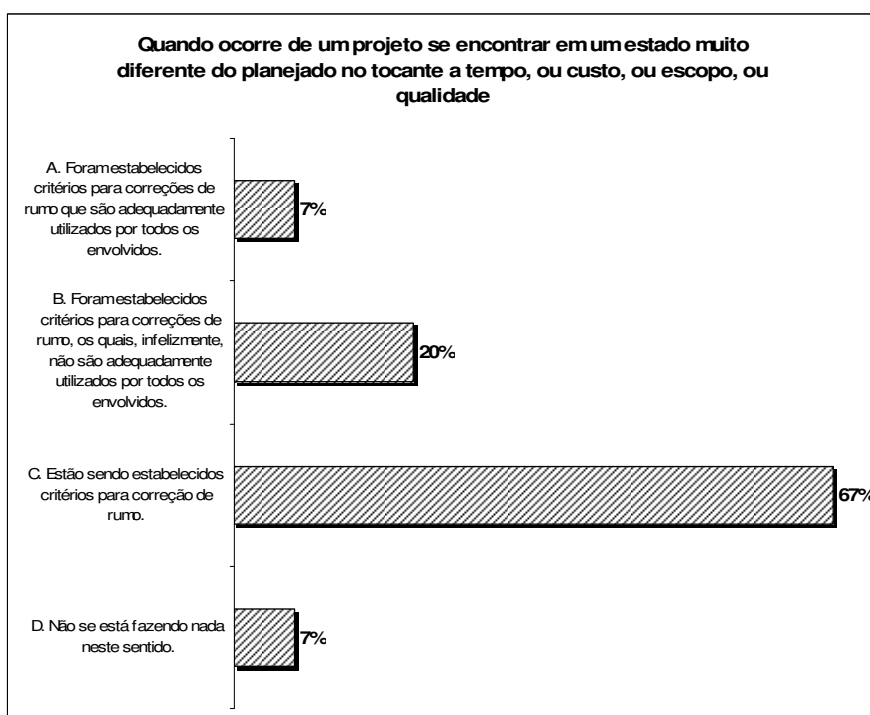 Quando ocorre de um projeto se encontrar em um estado muito
diferente do planejado no tocante a tempo, ou custo, ou escopo, ou
qualidade
A. Foram estabelecidos
critérios para correções de
rumo que são adequadamente
utilizados por todos os
envolvidos.
7%
B. Foram estabelecidos
critérios para correções de
rumo, os quais, infelizmente,
não são adequadamente
utilizados por todos os
envolvidos.
20%
C. Estão sendo estabelecidos
critérios para correção de
rumo.
67%
D. Não se está fazendo nada
neste sentido.
7%